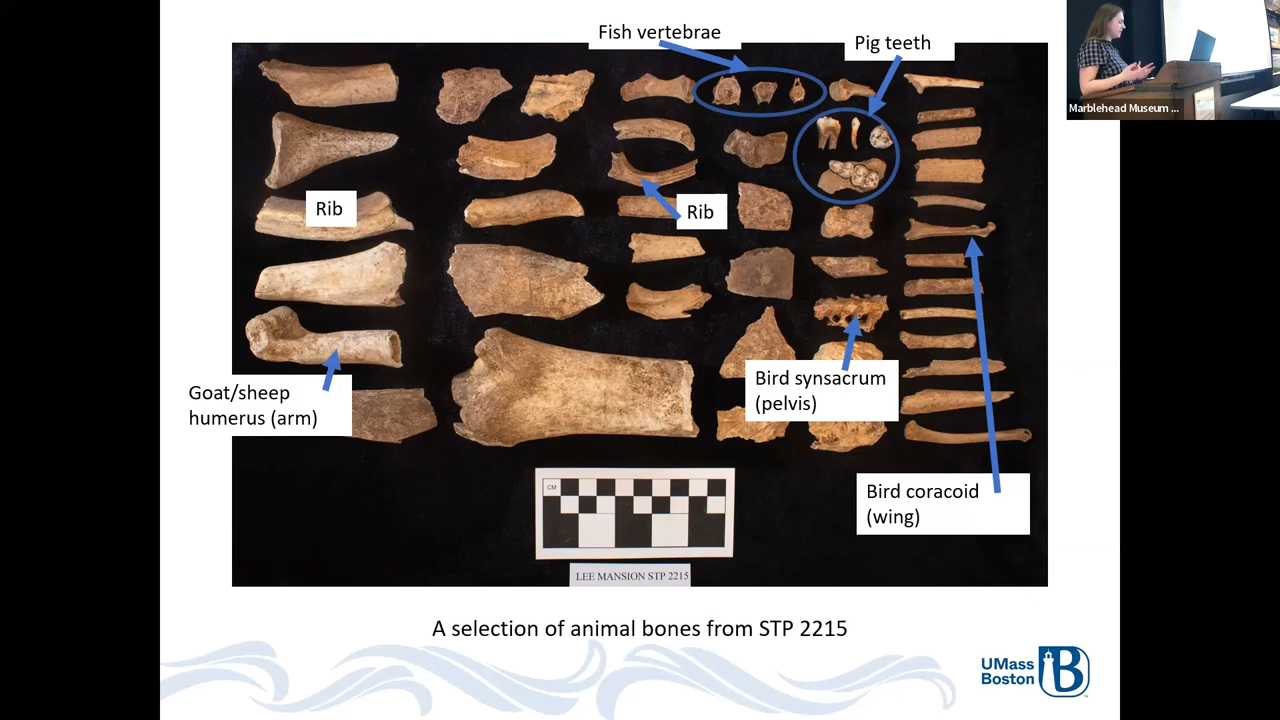 Fish vertebrae
Pig teeth
Marblehead Museum ...
Rib
Rib
Goat/sheep
humerus (arm)
Bird synsacrum
(pelvis)
Bird coracoid
(wing)
CM
LEE MANSION STP 2215
A selection of animal bones from STP 2215
UMass
Boston
B